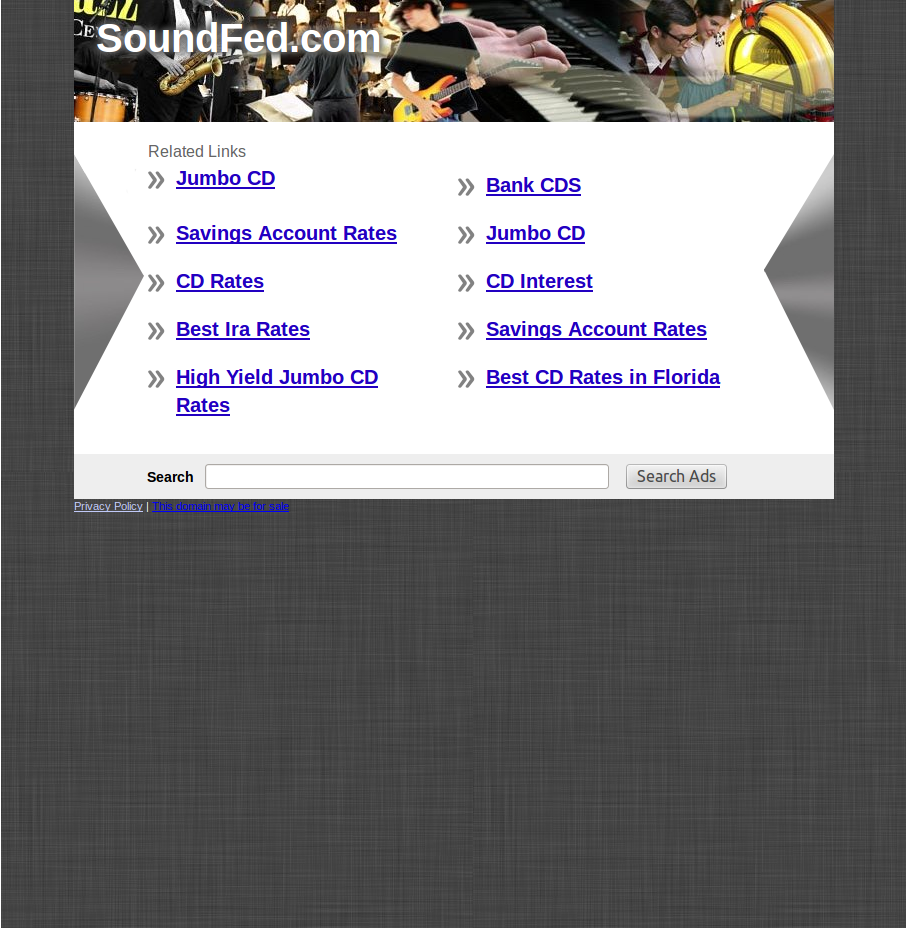 SoundFed.com
Related Links
Jumbo CD
Bank CDS
Savings Account Rates
Jumbo CD
CD Rates
CD Interest
Best Ira Rates
Savings Account Rates
High Yield Jumbo CD
Rates
Best CD Rates in Florida
Search
Search Ads
Privacy Policy | This domain may be for sale